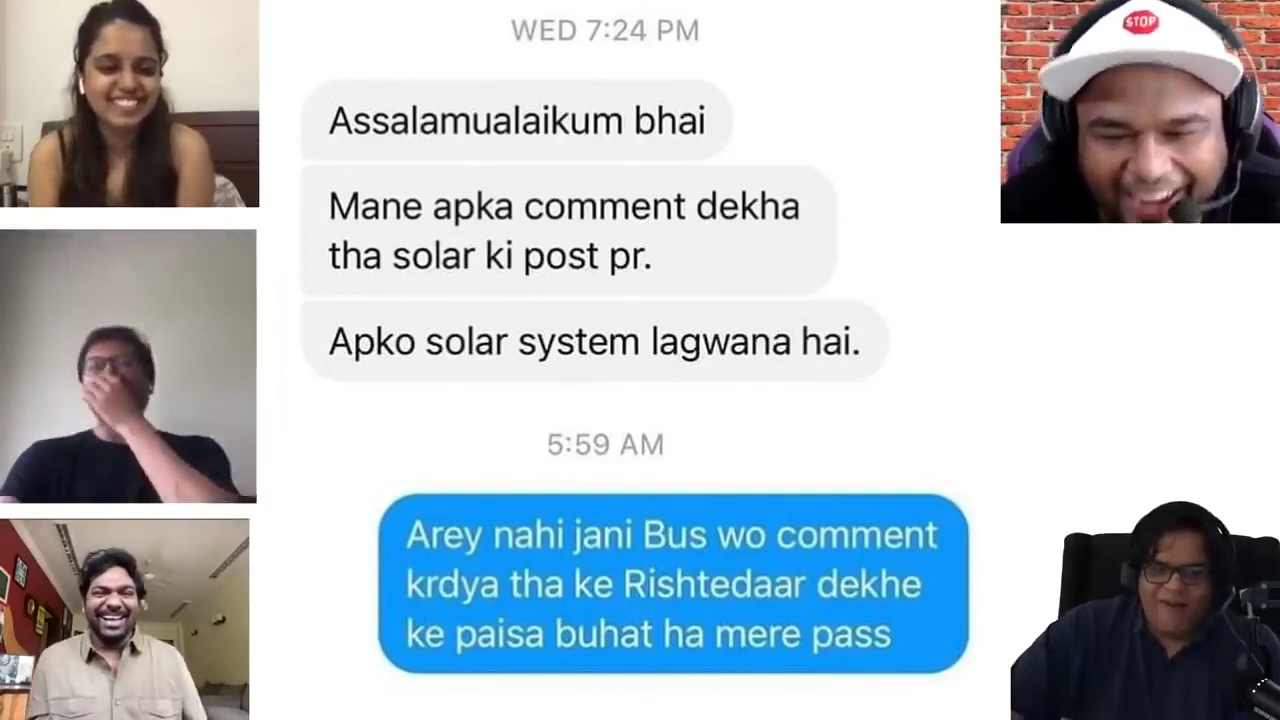 WED 7:24 PM
STOP
Assalamualaikum bhai
Mane apka comment dekha
tha solar ki post pr.
Apko solar system lagwana hai.
5:59 AM
Arey nahi jani Bus wo comment
krdya tha ke Rishtedaar dekhe
ke paisa buhat ha mere pass